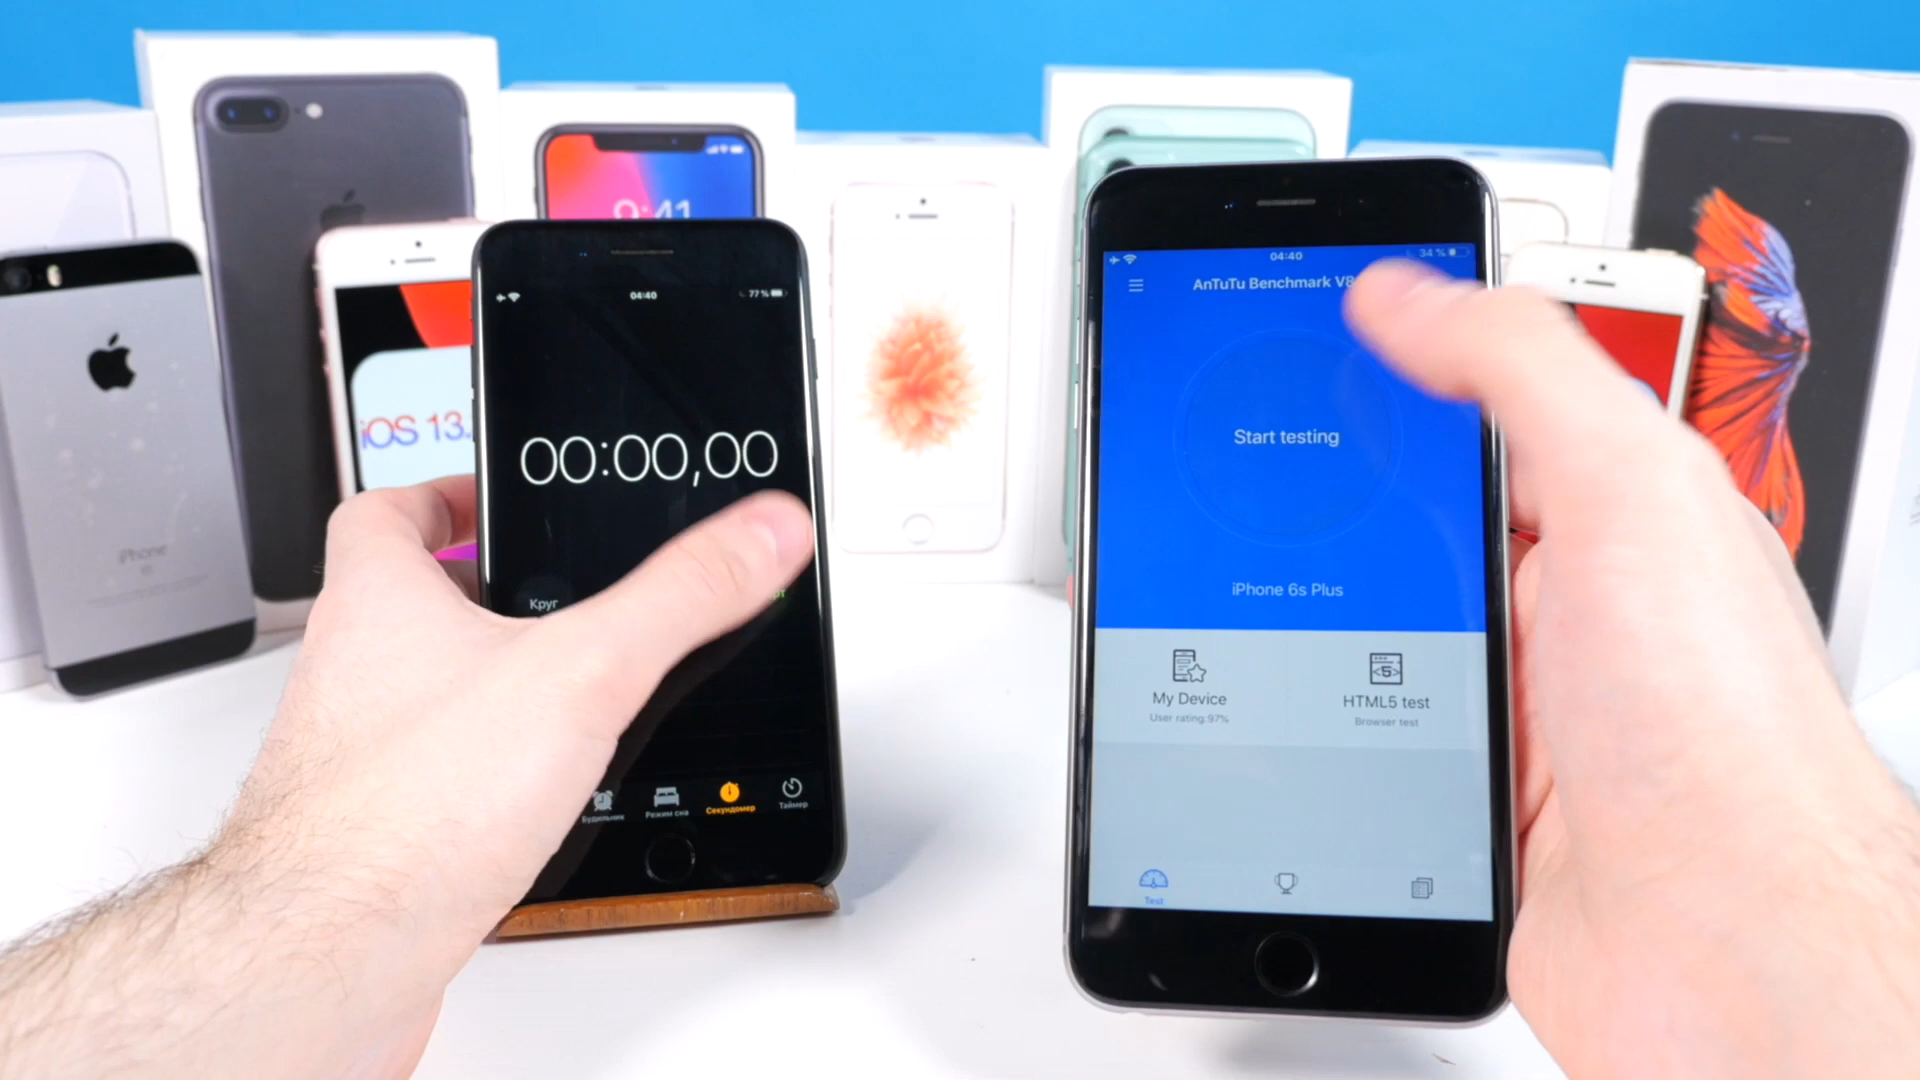 9:41
iPhone
iOS 13.
04:40
77 %
00:00,00
Круг
Будильник
Режим сна
Секундомер
Таймер
04:40
34 %
AnTuTu Benchmark V8
Start testing
iPhone 6s Plus
My Device
User rating:97%
HTML5 test
Browser test
Test